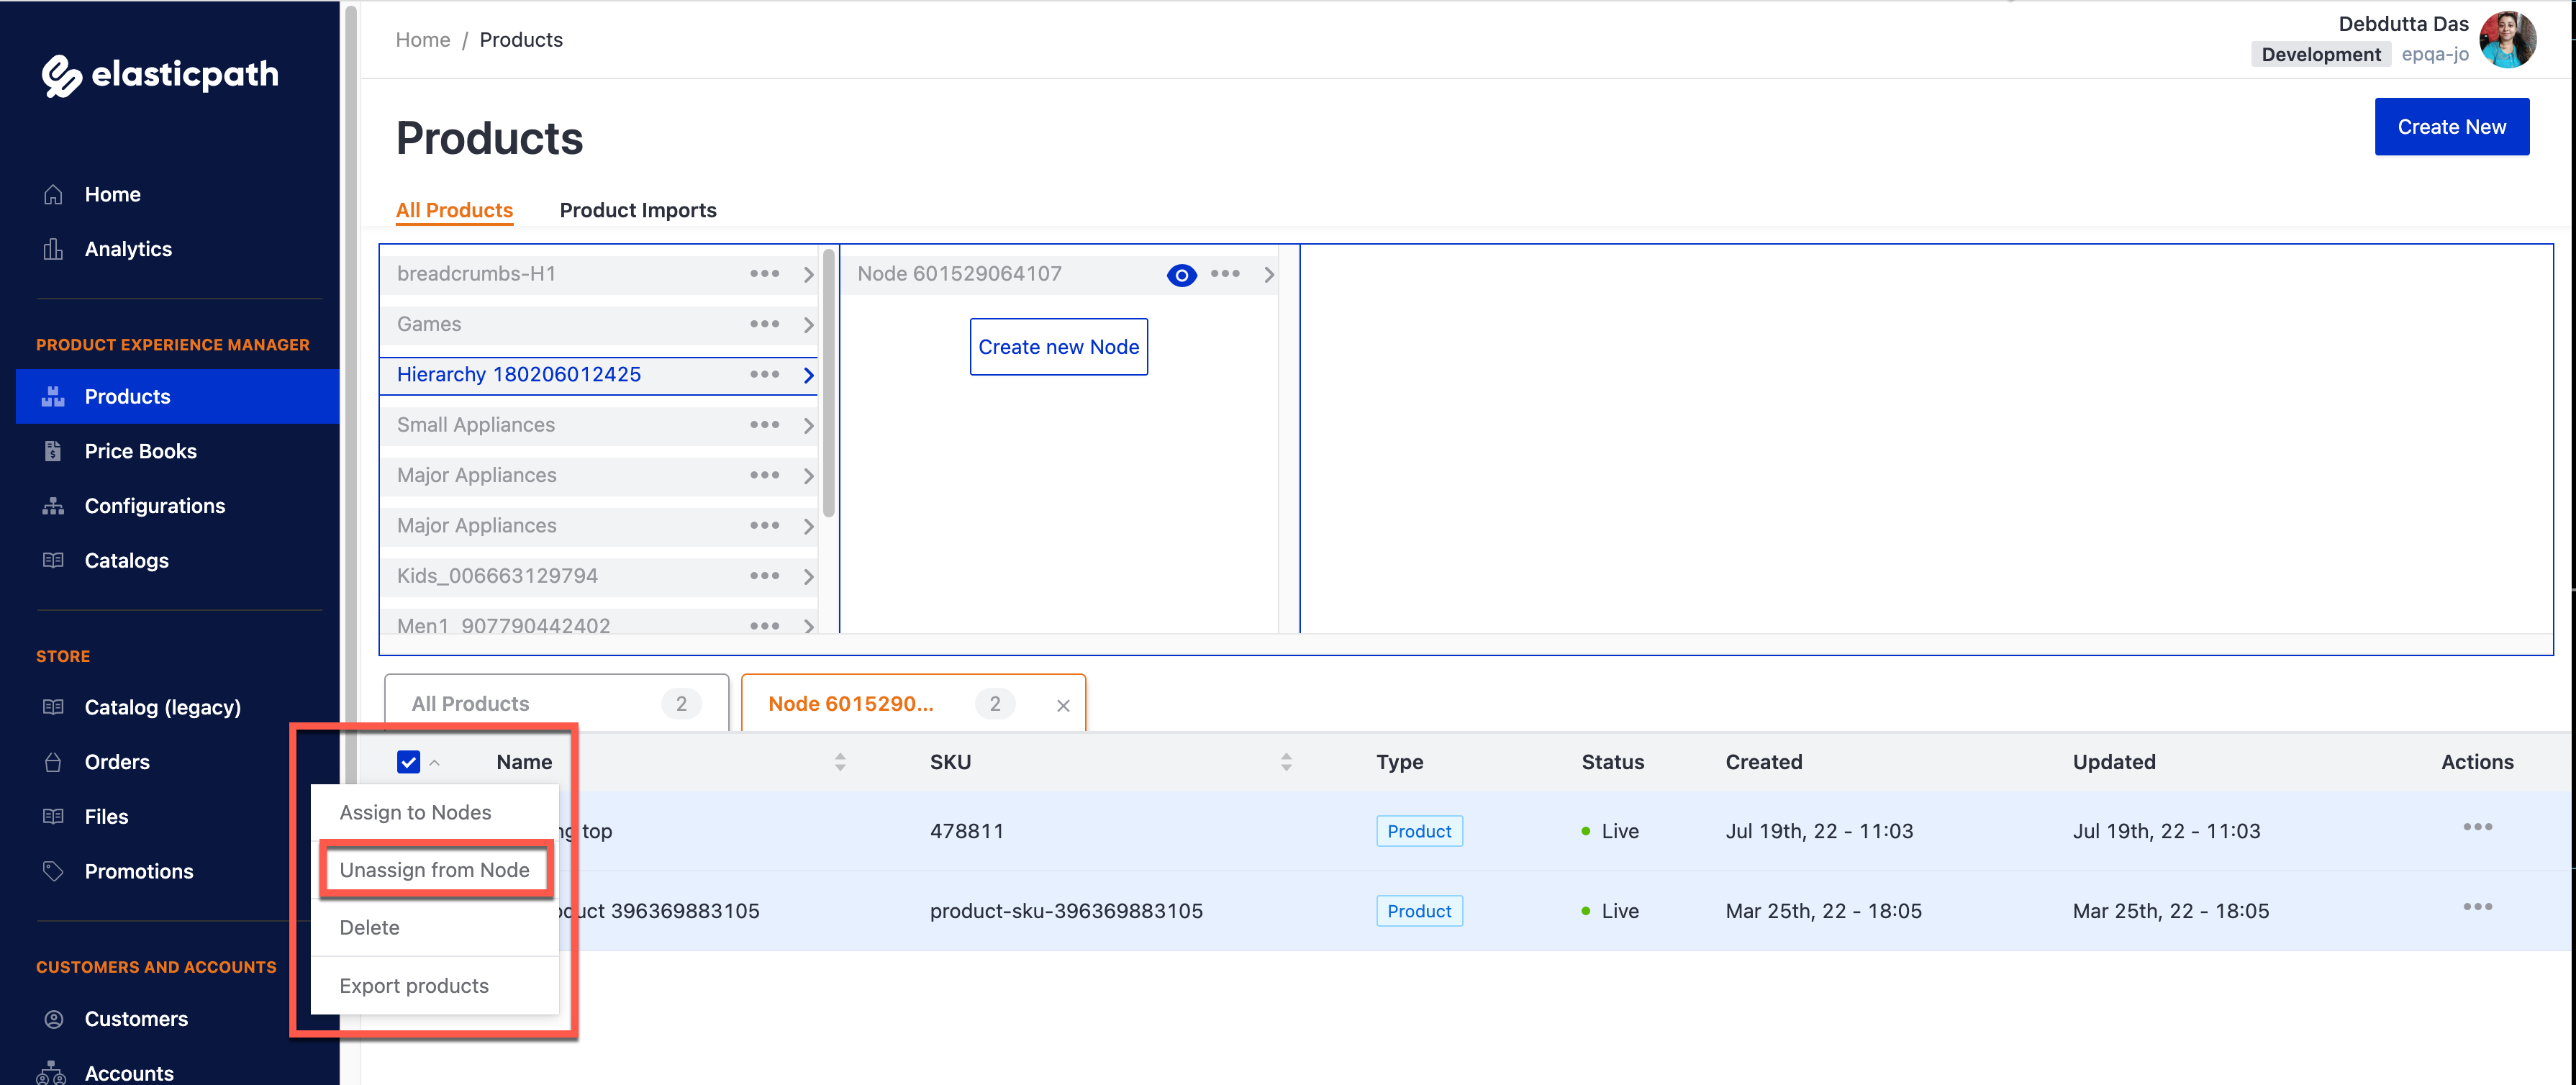 elasticpath
Home
Analytics
PRODUCT EXPERIENCE MANAGER
Products
Price Books
Configurations
Catalogs
STORE
Catalog (legacy)
Orders
Files
Promotions
CUSTOMERS AND ACCOUNTS
Customers
Accounts
Home / Products
Debdutta Das
Development epqa-jo
Products
Create New
All Products Product Imports
breadcrumbs-H1
Games
Hierarchy 180206012425
Small Appliances
Major Appliances
Major Appliances
Kids_006663129794
Men1_907790442402
Node 601529064107
Create new Node
All Products 2
Node 6015290... 2
Name SKU Type Status Created Updated Actions
Assign to Nodes
Unassign from Node
Delete
Export products
top 478811 Product Live Jul 19th, 22 - 11:03 Jul 19th, 22 - 11:03
396369883105 product-sku-396369883105 Product Live Mar 25th, 22 - 18:05 Mar 25th, 22 - 18:05